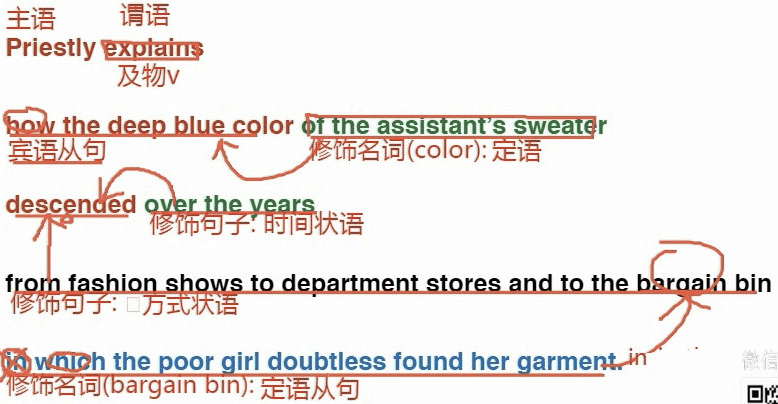 主语 谓语
Priestly explains
及物v
how the deep blue color of the assistant's sweater
宾语从句 修饰名词(color): 定语
descended over the years
修饰句子: 时间状语
from fashion shows to department stores and to the bargain bin
修饰句子: 方式状语
in which the poor girl doubtless found her garment. in
修饰名词(bargain bin): 定语从句
微信